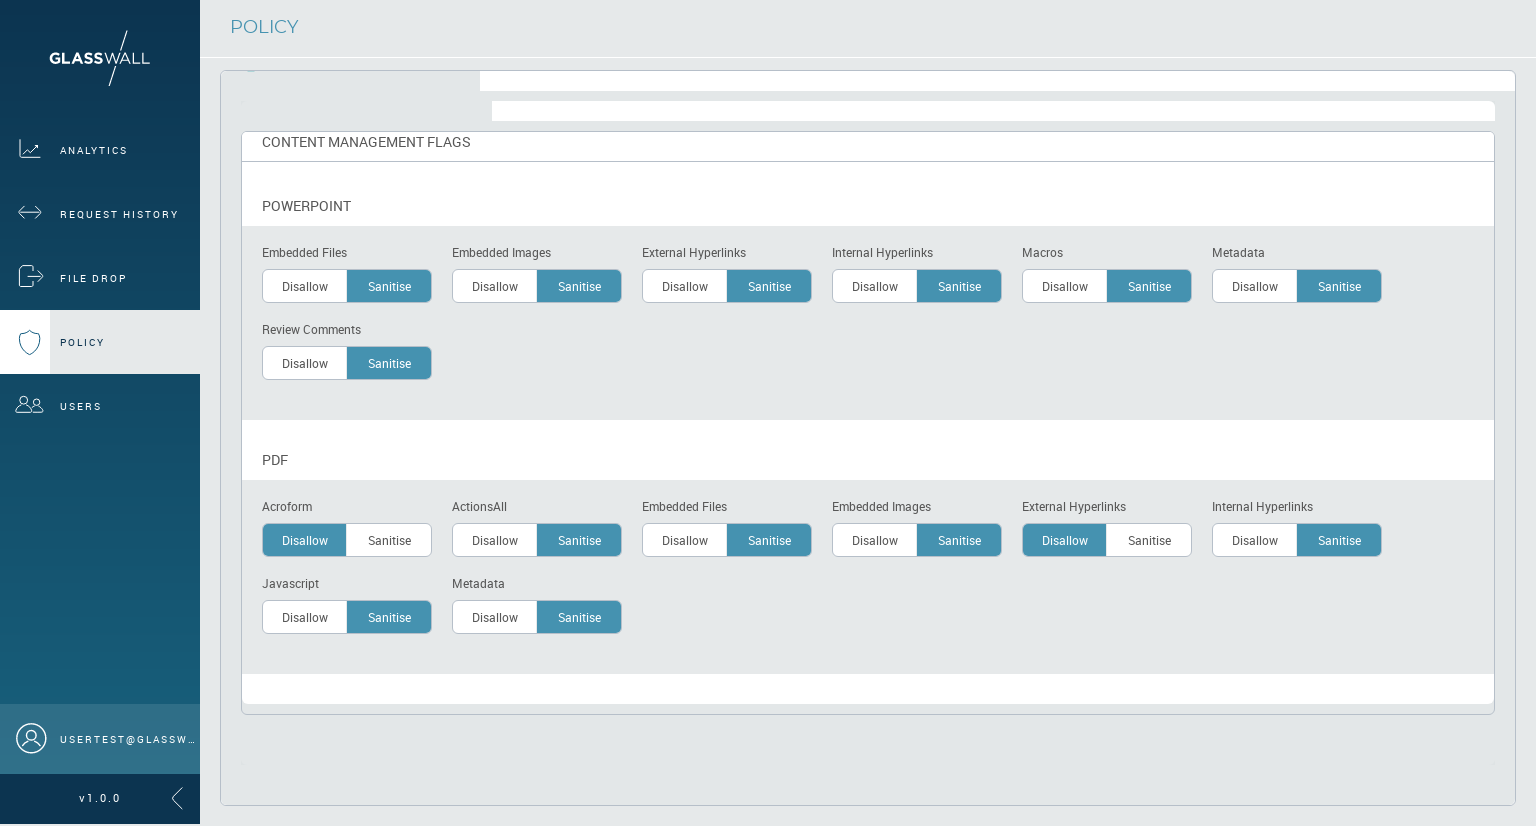 GLASSWALL
ANALYTICS
REQUEST HISTORY
FILE DROP
POLICY
USERS
USERTEST@GLASSW…
v1.0.0
POLICY
CONTENT MANAGEMENT FLAGS
POWERPOINT
Embedded Files Embedded Images External Hyperlinks Internal Hyperlinks Macros Metadata
Disallow Sanitise Disallow Sanitise Disallow Sanitise Disallow Sanitise Disallow Sanitise Disallow Sanitise
Review Comments
Disallow Sanitise
PDF
Acroform ActionsAll Embedded Files Embedded Images External Hyperlinks Internal Hyperlinks
Disallow Sanitise Disallow Sanitise Disallow Sanitise Disallow Sanitise Disallow Sanitise Disallow Sanitise
Javascript Metadata
Disallow Sanitise Disallow Sanitise